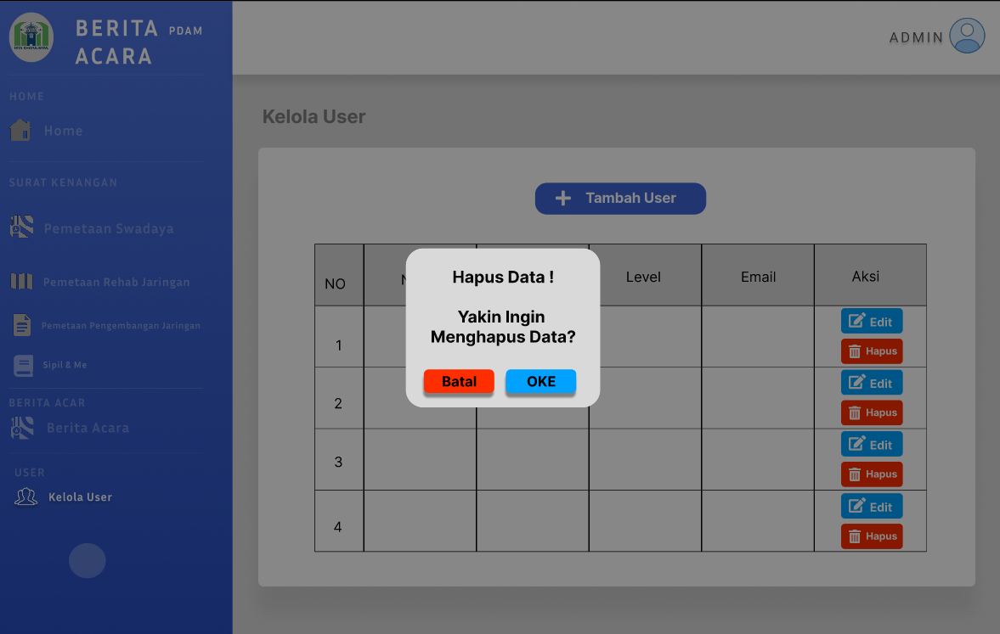 BERITA PDAM
ACARA
ADMIN
HOME
Home
SURAT KENANGAN
Pemetaan Swadaya
Pemetaan Rehab Jaringan
Pemetaan Pengembangan Jaringan
Sipil & Me
BERITA ACAR
Berita Acara
USER
Kelola User
Kelola User
Tambah User
NO
Level
Email
Aksi
1
Edit
Hapus
2
Edit
Hapus
3
Edit
Hapus
4
Edit
Hapus
Hapus Data !
Yakin Ingin
Menghapus Data?
Batal
OKE